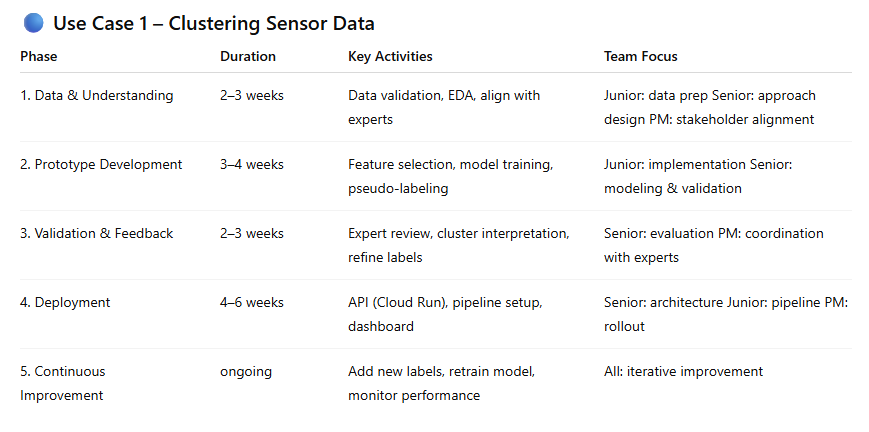 Use Case 1 – Clustering Sensor Data
Phase Duration Key Activities Team Focus
1. Data & Understanding 2–3 weeks Data validation, EDA, align with experts Junior: data prep Senior: approach design PM: stakeholder alignment
2. Prototype Development 3–4 weeks Feature selection, model training, pseudo-labeling Junior: implementation Senior: modeling & validation
3. Validation & Feedback 2–3 weeks Expert review, cluster interpretation, refine labels Senior: evaluation PM: coordination with experts
4. Deployment 4–6 weeks API (Cloud Run), pipeline setup, dashboard Senior: architecture Junior: pipeline PM: rollout
5. Continuous Improvement ongoing Add new labels, retrain model, monitor performance All: iterative improvement